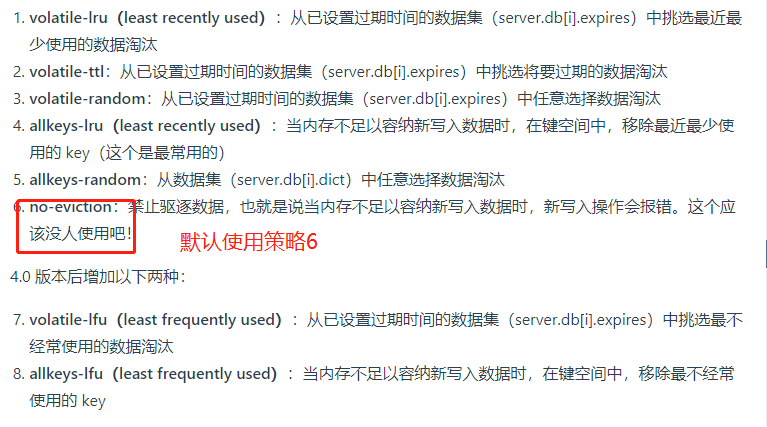 1. volatile-lru（least recently used）：从已设置过期时间的数据集（server.db[i].expires）中挑选最近最
少使用的数据淘汰
2. volatile-ttl：从已设置过期时间的数据集（server.db[i].expires）中挑选将要过期的数据淘汰
3. volatile-random：从已设置过期时间的数据集（server.db[i].expires）中任意选择数据淘汰
4. allkeys-lru（least recently used）：当内存不足以容纳新写入数据时，在键空间中，移除最近最少使
用的 key（这个是最常用的）
5. allkeys-random：从数据集（server.db[i].dict）中任意选择数据淘汰
6. no-eviction：禁止驱逐数据，也就是说当内存不足以容纳新写入数据时，新写入操作会报错。这个应
该没人使用吧！
默认使用策略6
4.0 版本后增加以下两种：
7. volatile-lfu（least frequently used）：从已设置过期时间的数据集（server.db[i].expires）中挑选最不
经常使用的数据淘汰
8. allkeys-lfu（least frequently used）：当内存不足以容纳新写入数据时，在键空间中，移除最不经常
使用的 key